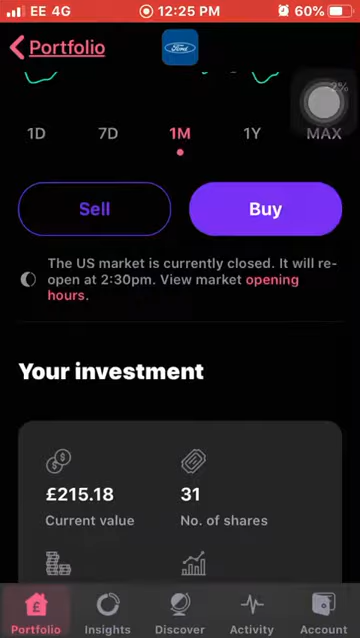 EE 4G 12:25 PM 60%
Portfolio
Ford
2%
1D 7D 1M 1Y MAX
Sell Buy
The US market is currently closed. It will re-
open at 2:30pm. View market opening
hours.
Your investment
£215.18 31
Current value No. of shares
Portfolio Insights Discover Activity Account